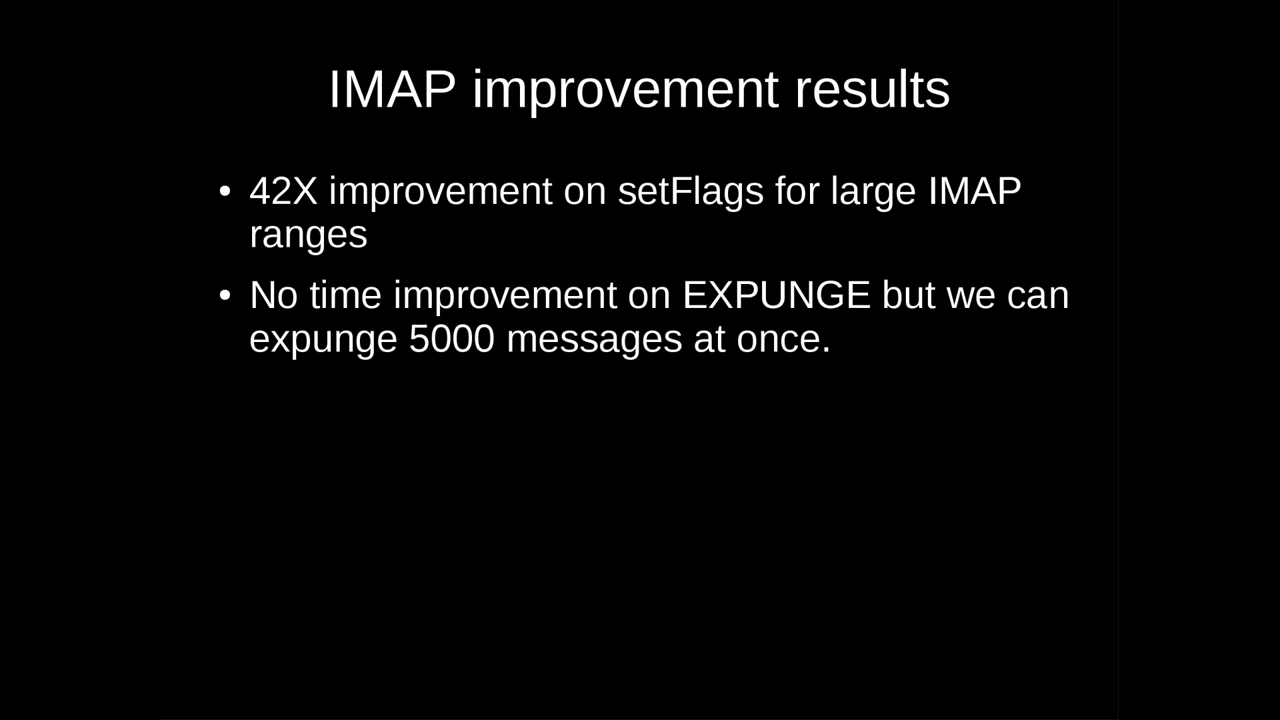 IMAP improvement results
• 42X improvement on setFlags for large IMAP
ranges
• No time improvement on EXPUNGE but we can
expunge 5000 messages at once.